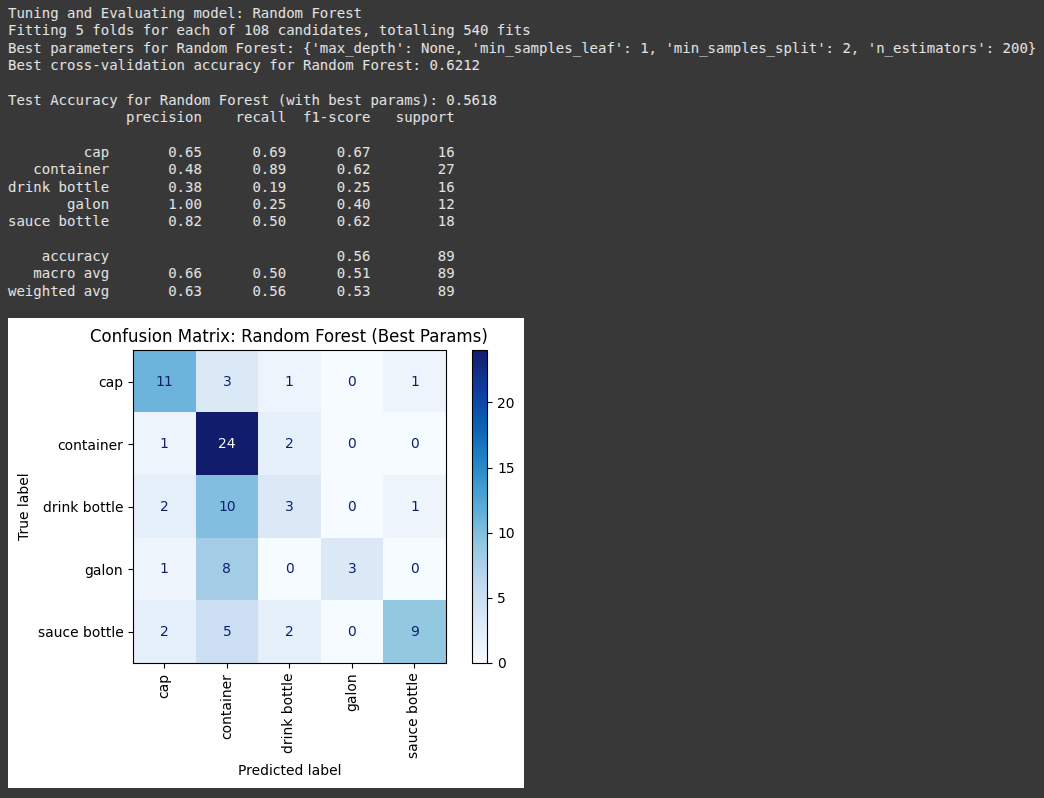 Tuning and Evaluating model: Random Forest
Fitting 5 folds for each of 108 candidates, totalling 540 fits
Best parameters for Random Forest: {'max_depth': None, 'min_samples_leaf': 1, 'min_samples_split': 2, 'n_estimators': 200}
Best cross-validation accuracy for Random Forest: 0.6212
Test Accuracy for Random Forest (with best params): 0.5618
precision recall f1-score support
cap 0.65 0.69 0.67 16
container 0.48 0.89 0.62 27
drink bottle 0.38 0.19 0.25 16
galon 1.00 0.25 0.40 12
sauce bottle 0.82 0.50 0.62 18
accuracy 0.56 89
macro avg 0.66 0.50 0.51 89
weighted avg 0.63 0.56 0.53 89
Confusion Matrix: Random Forest (Best Params)
True label
cap 11 3 1 0 1
container 1 24 2 0 0
drink bottle 2 10 3 0 1
galon 1 8 0 3 0
sauce bottle 2 5 2 0 9
cap
container
drink bottle
galon
sauce bottle
Predicted label
20
15
10
5
0